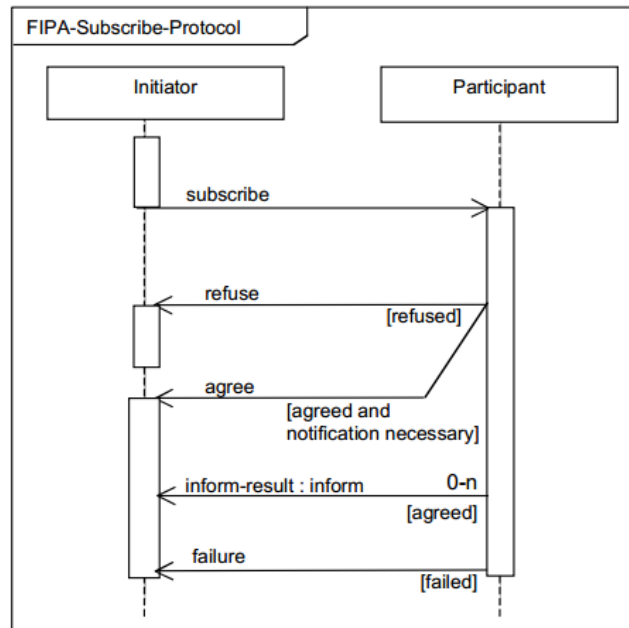 FIPA-Subscribe-Protocol
Initiator
Participant
subscribe
refuse
[refused]
agree
[agreed and
notification necessary]
inform-result : inform
0-n
[agreed]
failure
[failed]